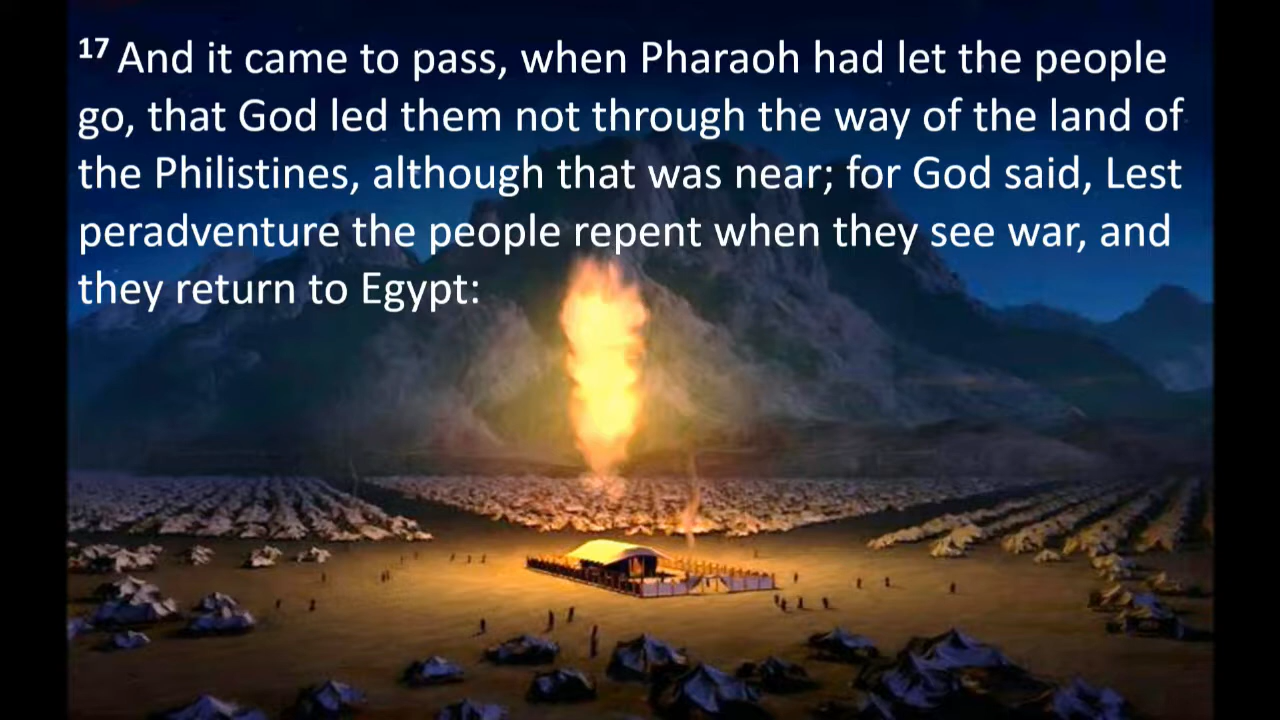 17 And it came to pass, when Pharaoh had let the people
go, that God led them not through the way of the land of
the Philistines, although that was near; for God said, Lest
peradventure the people repent when they see war, and
they return to Egypt: